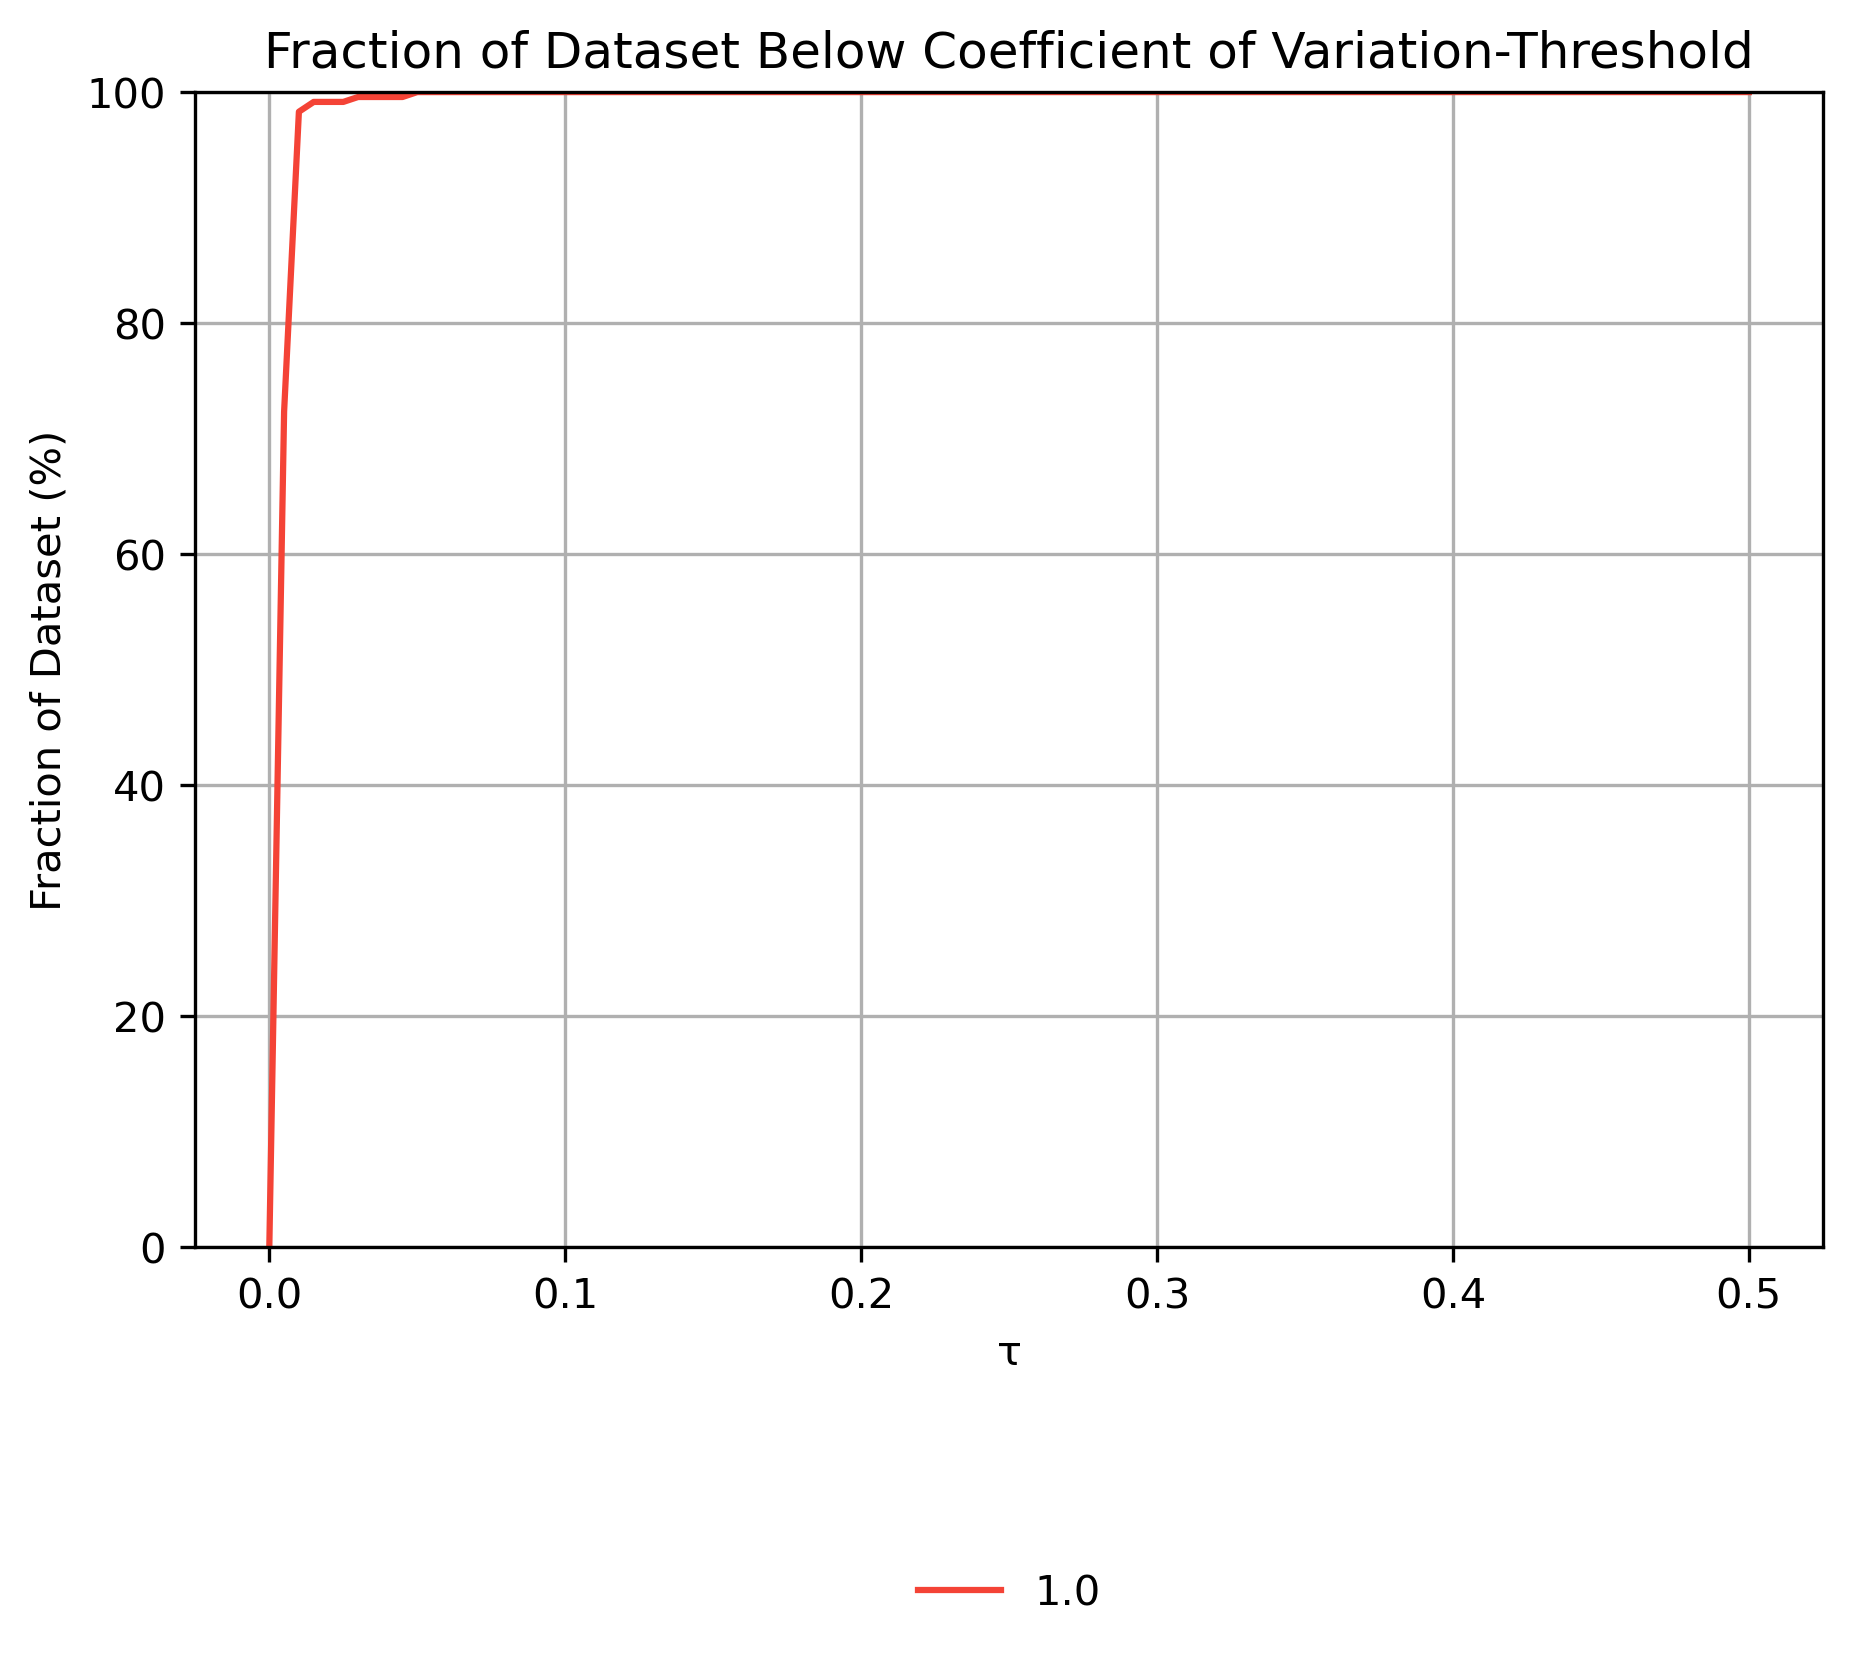 Fraction of Dataset Below Coefficient of Variation-Threshold
100
80
60
40
20
0
Fraction of Dataset (%)
0.0 0.1 0.2 0.3 0.4 0.5
τ
1.0